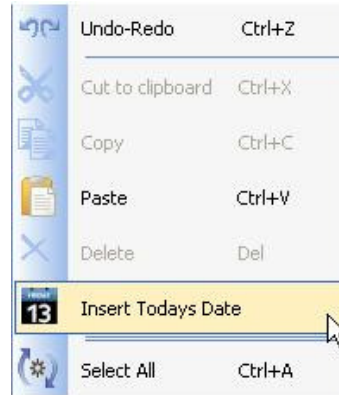 Undo-Redo Ctrl+Z
Cut to clipboard Ctrl+X
Copy Ctrl+C
Paste Ctrl+V
Delete Del
FRIDAY
13 Insert Todays Date
Select All Ctrl+A